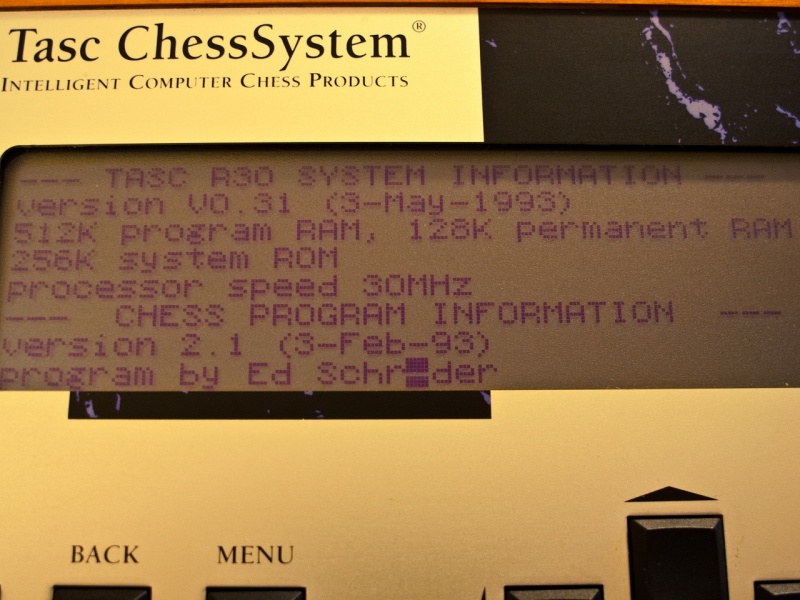 Tasc ChessSystem®
INTELLIGENT COMPUTER CHESS PRODUCTS
--- TASC R30 SYSTEM INFORMATION ---
version V0.31 (3-May-1993)
512K program RAM, 128K permanent RAM
256K system ROM
processor speed 30MHz
--- CHESS PROGRAM INFORMATION ---
version 2.1 (3-Feb-93)
program by Ed Schr█der
BACK MENU